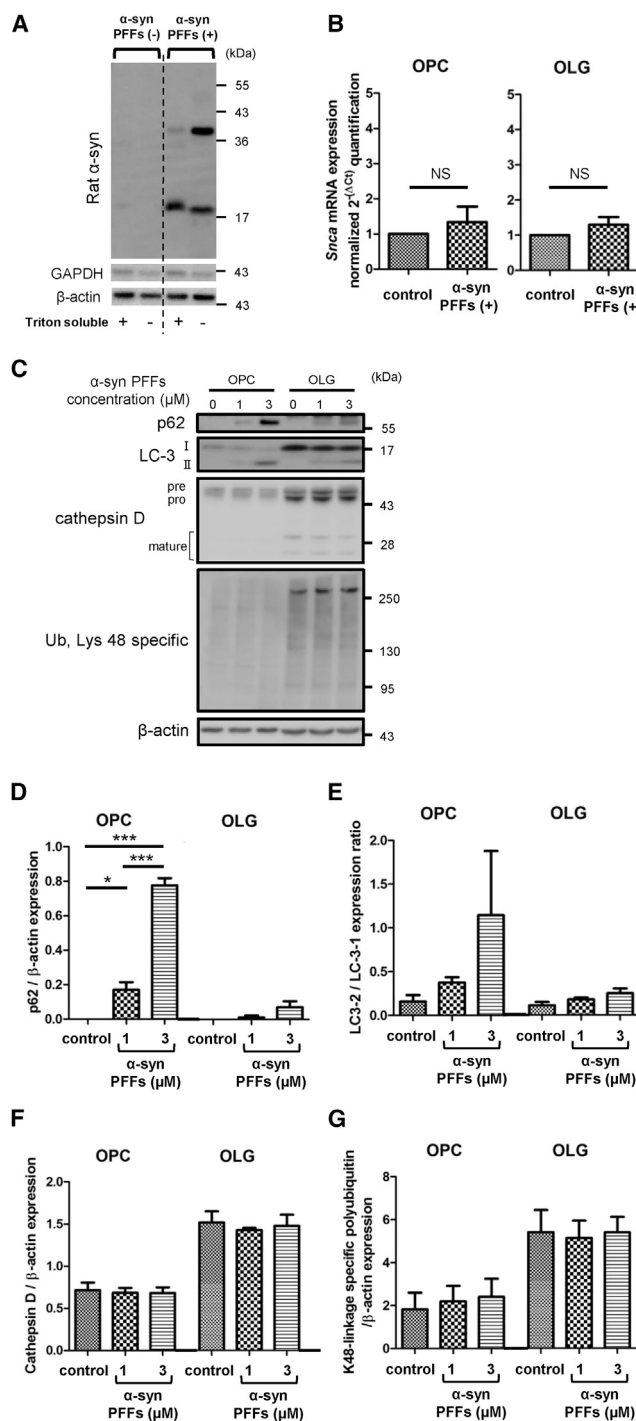 A
α-syn PFFs (-)
α-syn PFFs (+)
(kDa)
55
43
36
17
Rat α-syn
GAPDH
43
β-actin
43
Triton soluble + - + -
B
OPC
OLG
Snca mRNA expression
normalized 2^-(ΔCt) quantification
5
4
3
2
1
0
NS
control
α-syn
PFFs (+)
5
4
3
2
1
0
NS
control
α-syn
PFFs (+)
C
α-syn PFFs
concentration (μM)
OPC
OLG
(kDa)
0 1 3 0 1 3
p62
55
LC-3
I
II
17
cathepsin D
pre
pro
mature
43
28
Ub, Lys 48 specific
250
130
95
β-actin
43
D
OPC
OLG
p62 / β-actin expression
1.0
0.8
0.6
0.4
0.2
0.0
***
***
*
control 1 3 control 1 3
α-syn
PFFs (μM)
α-syn
PFFs (μM)
E
OPC
OLG
LC3-2 / LC-3-1 expression ratio
2.0
1.5
1.0
0.5
0.0
control 1 3 control 1 3
α-syn
PFFs (μM)
α-syn
PFFs (μM)
F
OPC
OLG
Cathepsin D / β-actin expression
2.0
1.5
1.0
0.5
0.0
control 1 3 control 1 3
α-syn
PFFs (μM)
α-syn
PFFs (μM)
G
OPC
OLG
K48-linkage specific polyubiquitin
/β-actin expression
8
6
4
2
0
control 1 3 control 1 3
α-syn
PFFs (μM)
α-syn
PFFs (μM)